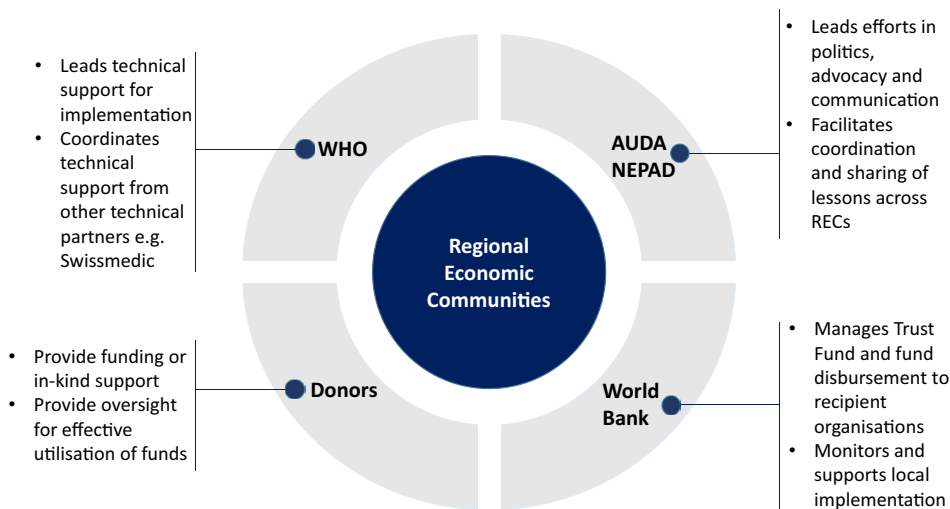 • Leads technical
support for
implementation
• Coordinates
technical
support from
other technical
partners e.g.
Swissmedic
WHO
• Leads efforts in
politics,
advocacy and
communication
• Facilitates
coordination
and sharing of
lessons across
RECs
AUDA
NEPAD
Regional
Economic
Communities
• Provide funding or
in-kind support
• Provide oversight
for effective
utilisation of funds
Donors
World
Bank
• Manages Trust
Fund and fund
disbursement to
recipient
organisations
• Monitors and
supports local
implementation